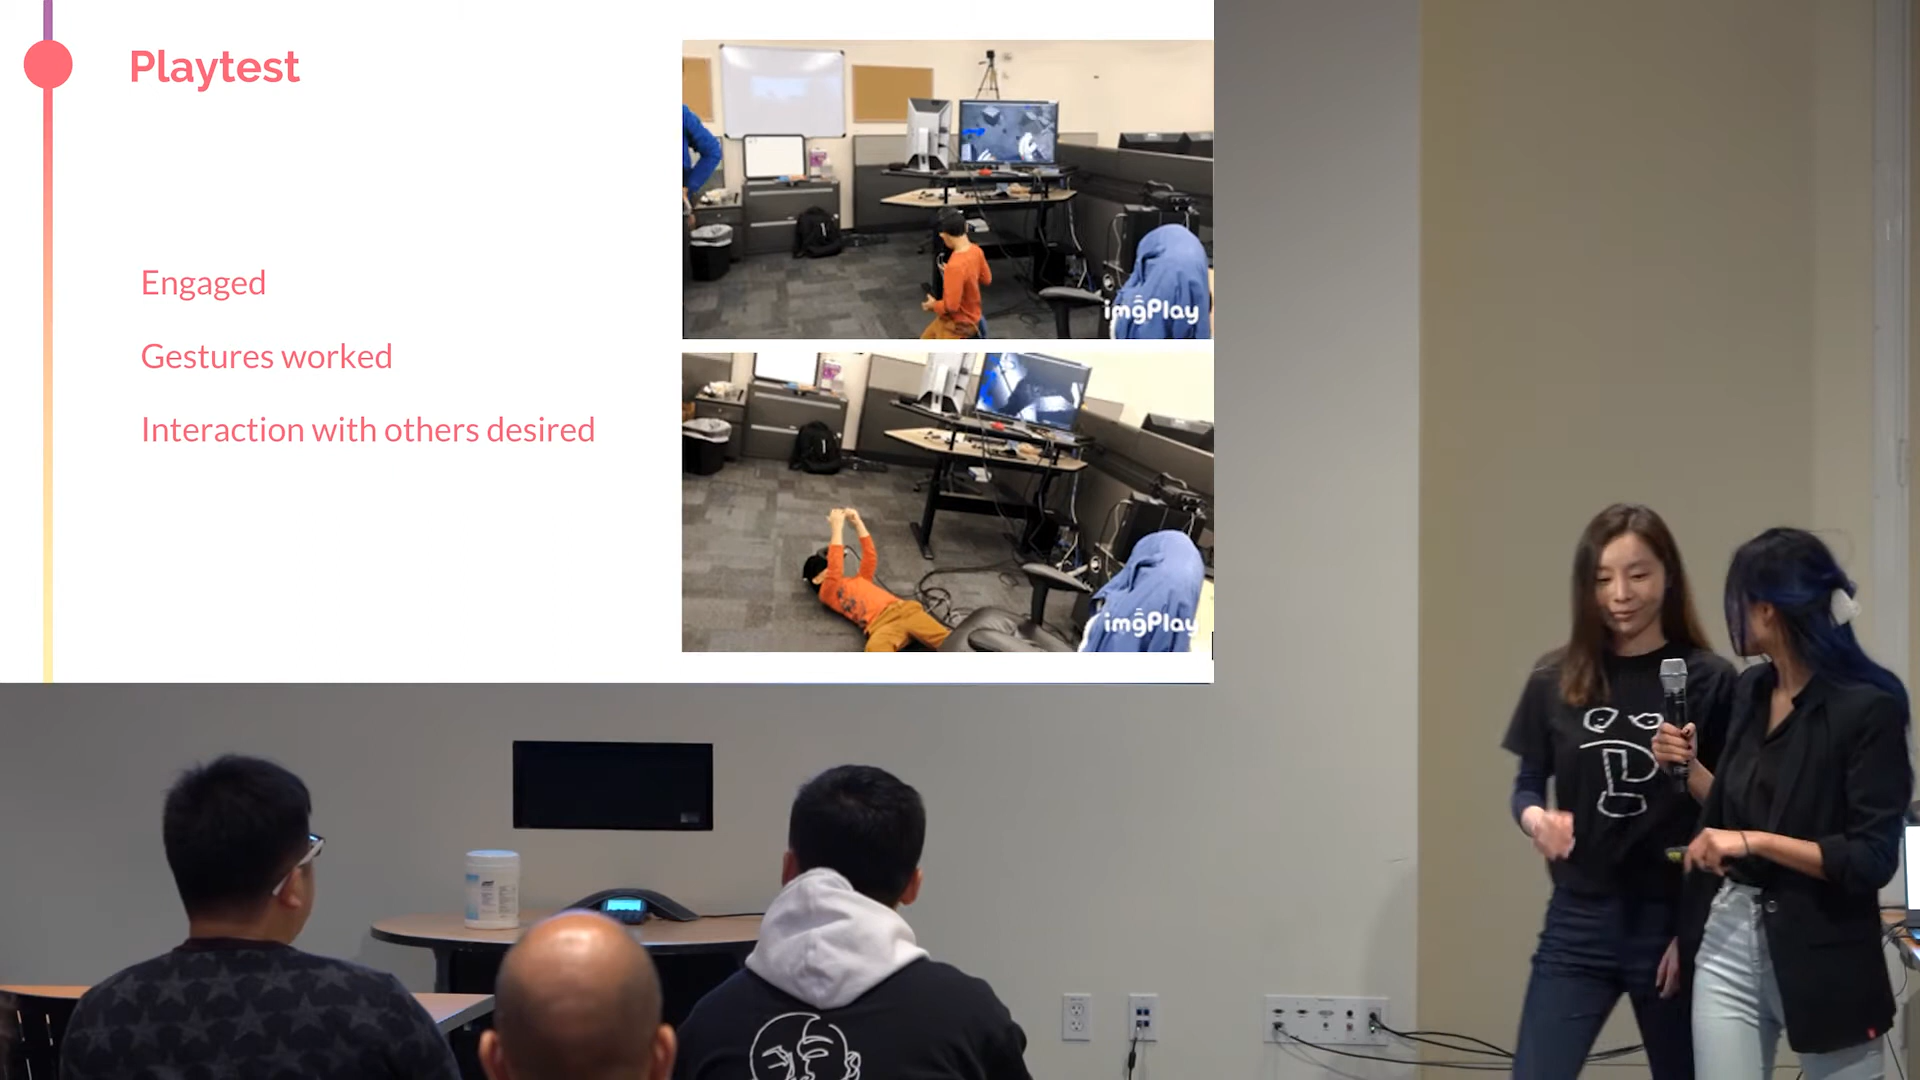 Playtest
Engaged
Gestures worked
Interaction with others desired
imgPlay
imgPlay